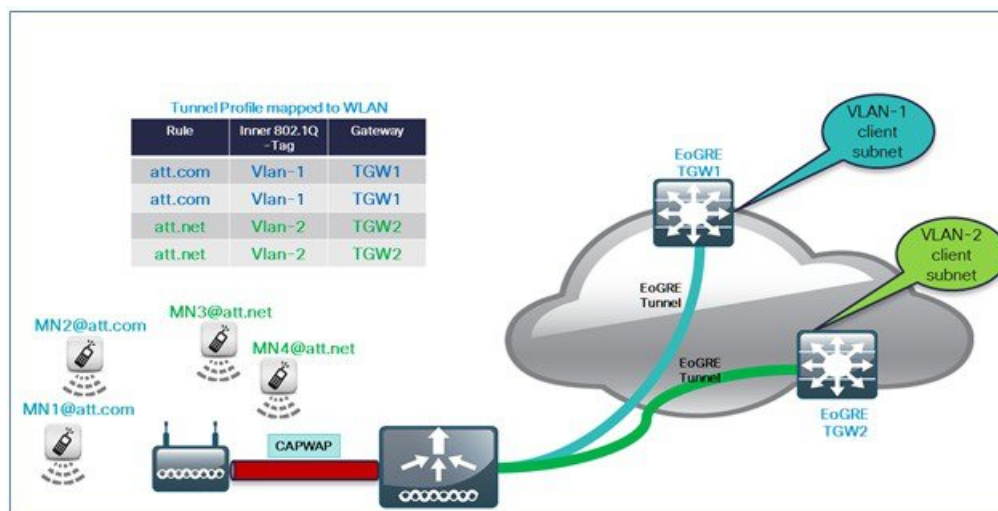 Tunnel Profile mapped to WLAN
Rule Inner 802.1Q Gateway
-Tag
att.com Vlan-1 TGW1
att.com Vlan-1 TGW1
att.net Vlan-2 TGW2
att.net Vlan-2 TGW2
VLAN-1
client
subnet
EoGRE
TGW1
VLAN-2
client
subnet
EoGRE
Tunnel
MN3@att.net
MN2@att.com
MN4@att.net
EoGRE
Tunnel
MN1@att.com
EoGRE
TGW2
CAPWAP